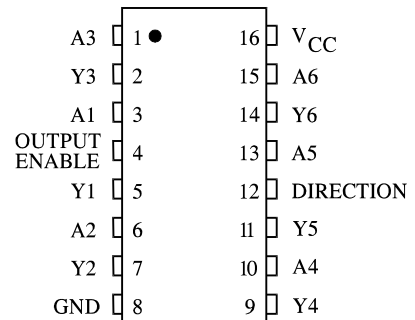 A3 1 16 VCC
Y3 2 15 A6
A1 3 14 Y6
OUTPUT
ENABLE 4 13 A5
Y1 5 12 DIRECTION
A2 6 11 Y5
Y2 7 10 A4
GND 8 9 Y4